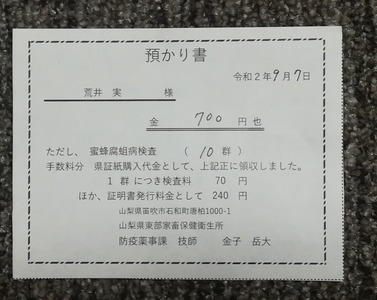 預かり書
令和2年9月7日
荒井 実 様
金 700 円也
ただし、蜜蜂腐蛆病検査 （ 10 群）
手数料分 県証紙購入代金として、上記正に領収しました。
1 群 につき検査料 70 円
ほか、証明書発行料金として 240 円
山梨県笛吹市石和町唐柏1000-1
山梨県東部家畜保健衛生所
防疫薬事課 技師 金子 岳大